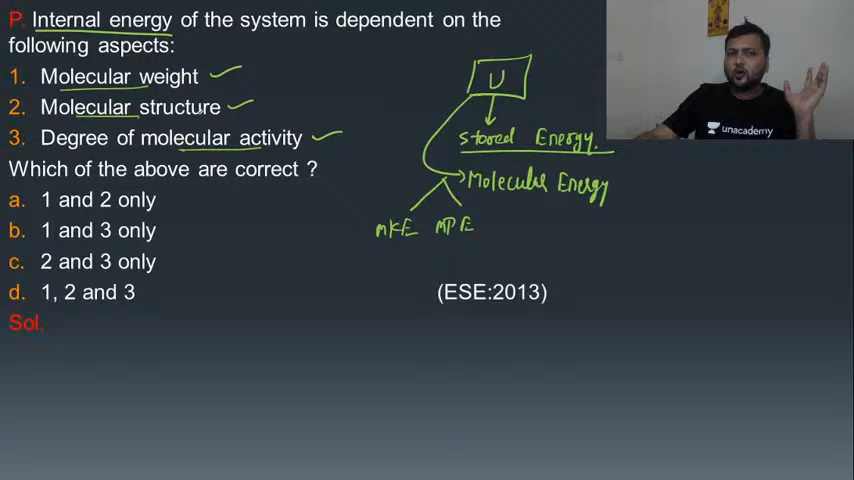 P. Internal energy of the system is dependent on the
following aspects:
1. Molecular weight
2. Molecular structure
3. Degree of molecular activity
Which of the above are correct ?
a. 1 and 2 only
b. 1 and 3 only
c. 2 and 3 only
d. 1, 2 and 3
(ESE:2013)
Sol.
U
stored Energy.
Molecular Energy
MKE MPE
unacademy